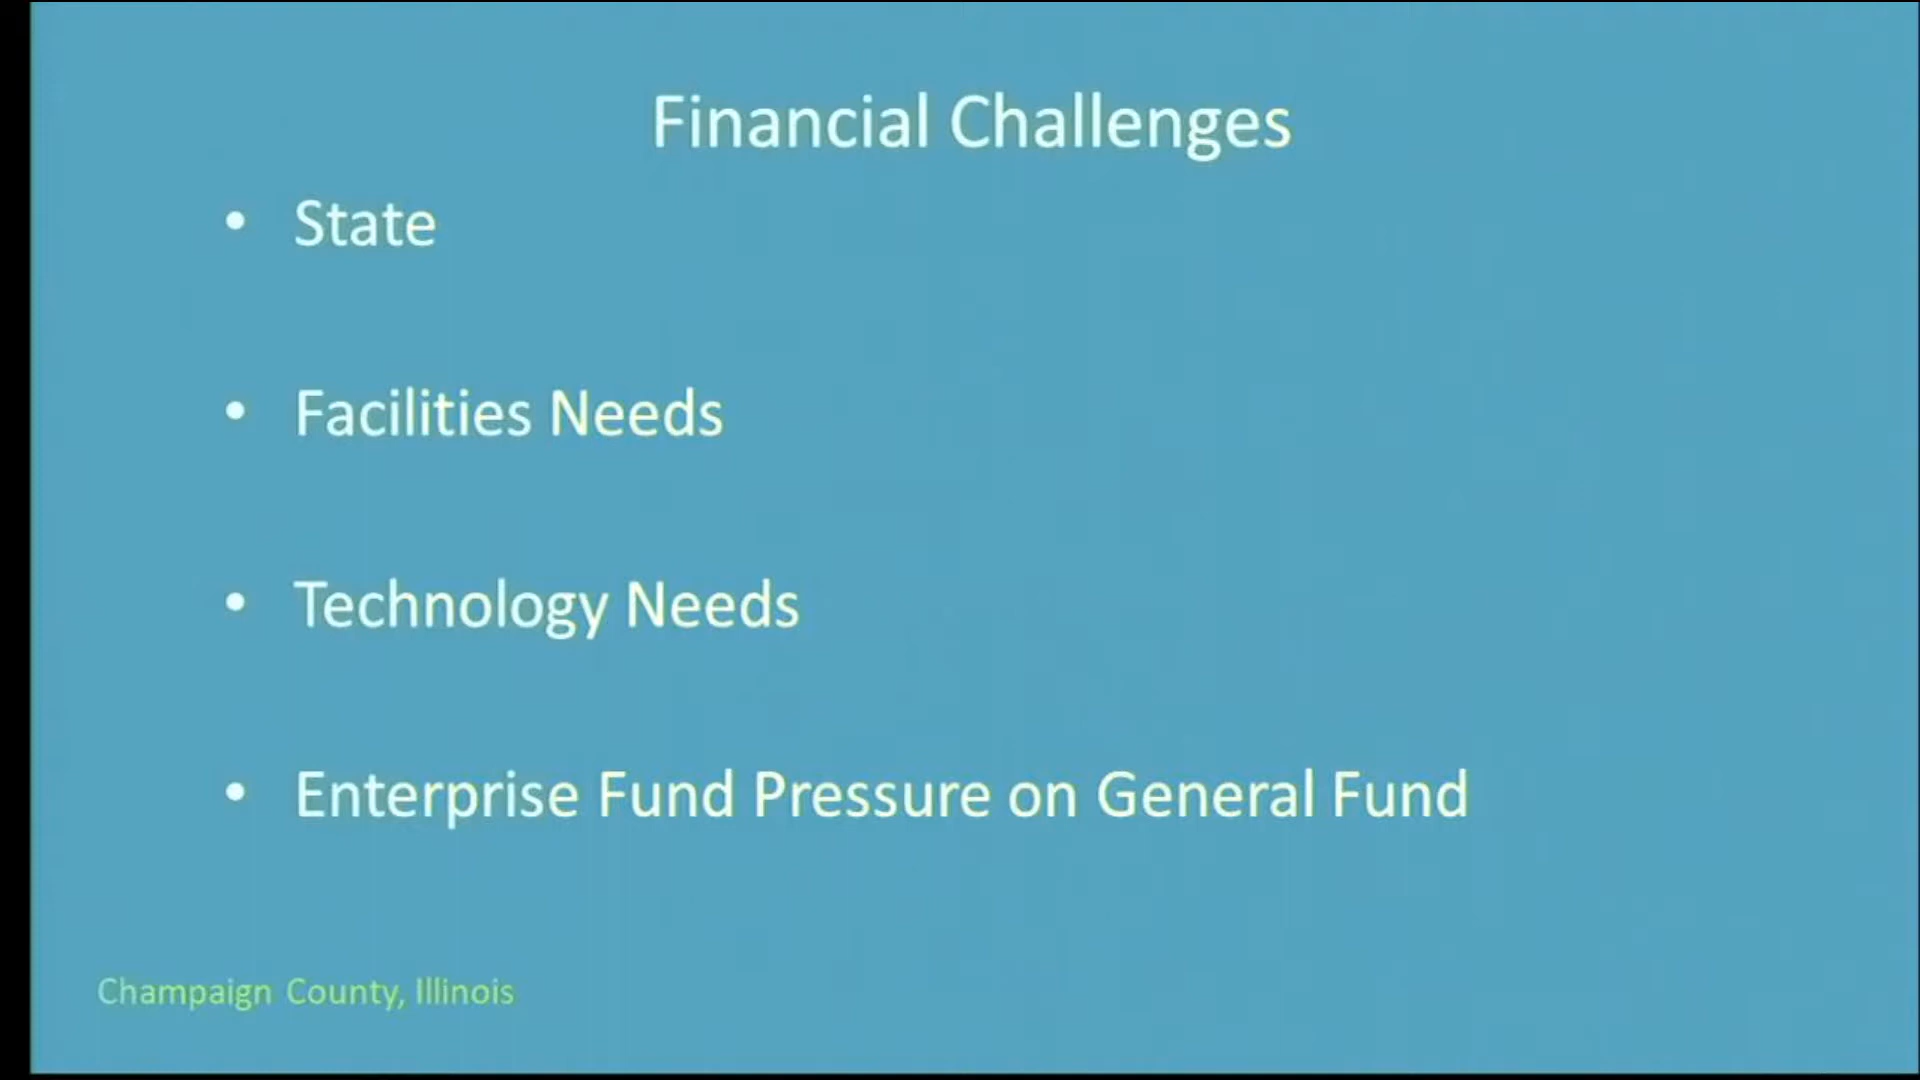 Financial Challenges
• State
• Facilities Needs
• Technology Needs
• Enterprise Fund Pressure on General Fund
Champaign County, Illinois